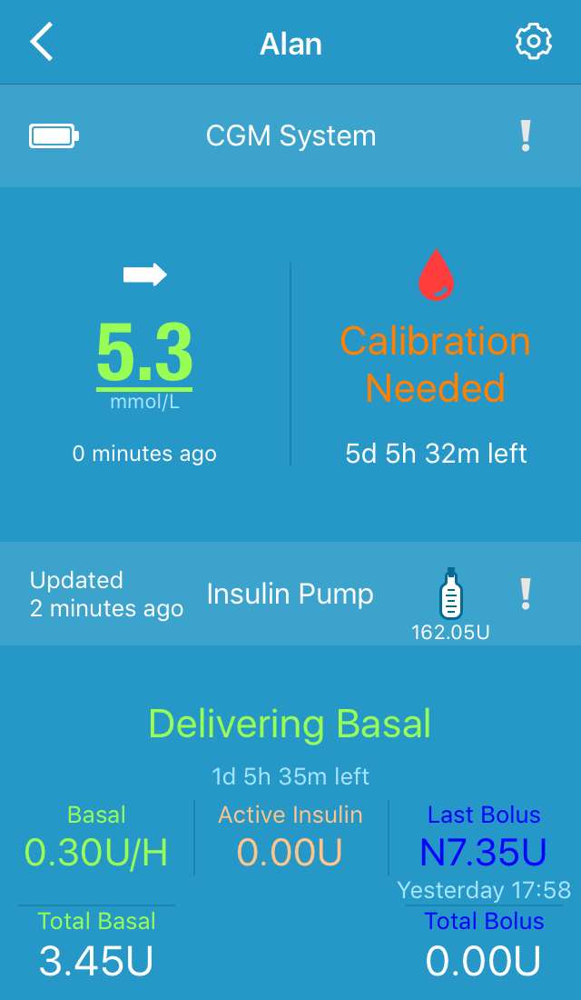 Alan
CGM System
5.3
mmol/L
0 minutes ago
Calibration
Needed
5d 5h 32m left
Updated
2 minutes ago
Insulin Pump
162.05U
Delivering Basal
1d 5h 35m left
Basal
0.30U/H
Active Insulin
0.00U
Last Bolus
N7.35U
Yesterday 17:58
Total Basal
3.45U
Total Bolus
0.00U